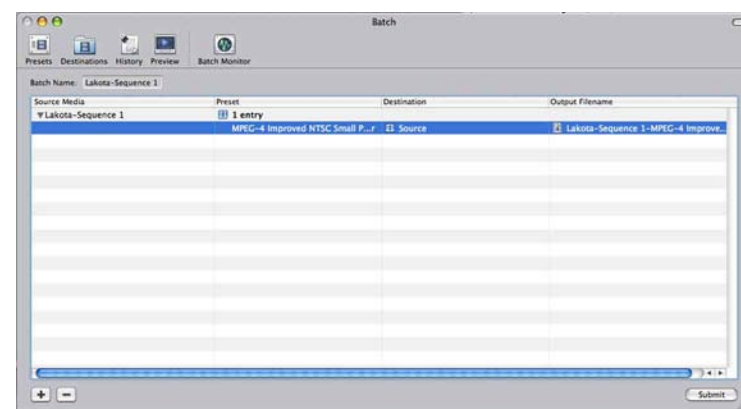 Batch
Presets Destinations History Preview Batch Monitor
Batch Name: Lakota-Sequence 1
Source Media Preset Destination Output Filename
Lakota-Sequence 1 1 entry
MPEG-4 Improved NTSC Small P...r Source Lakota-Sequence 1-MPEG-4 Improve...
Submit